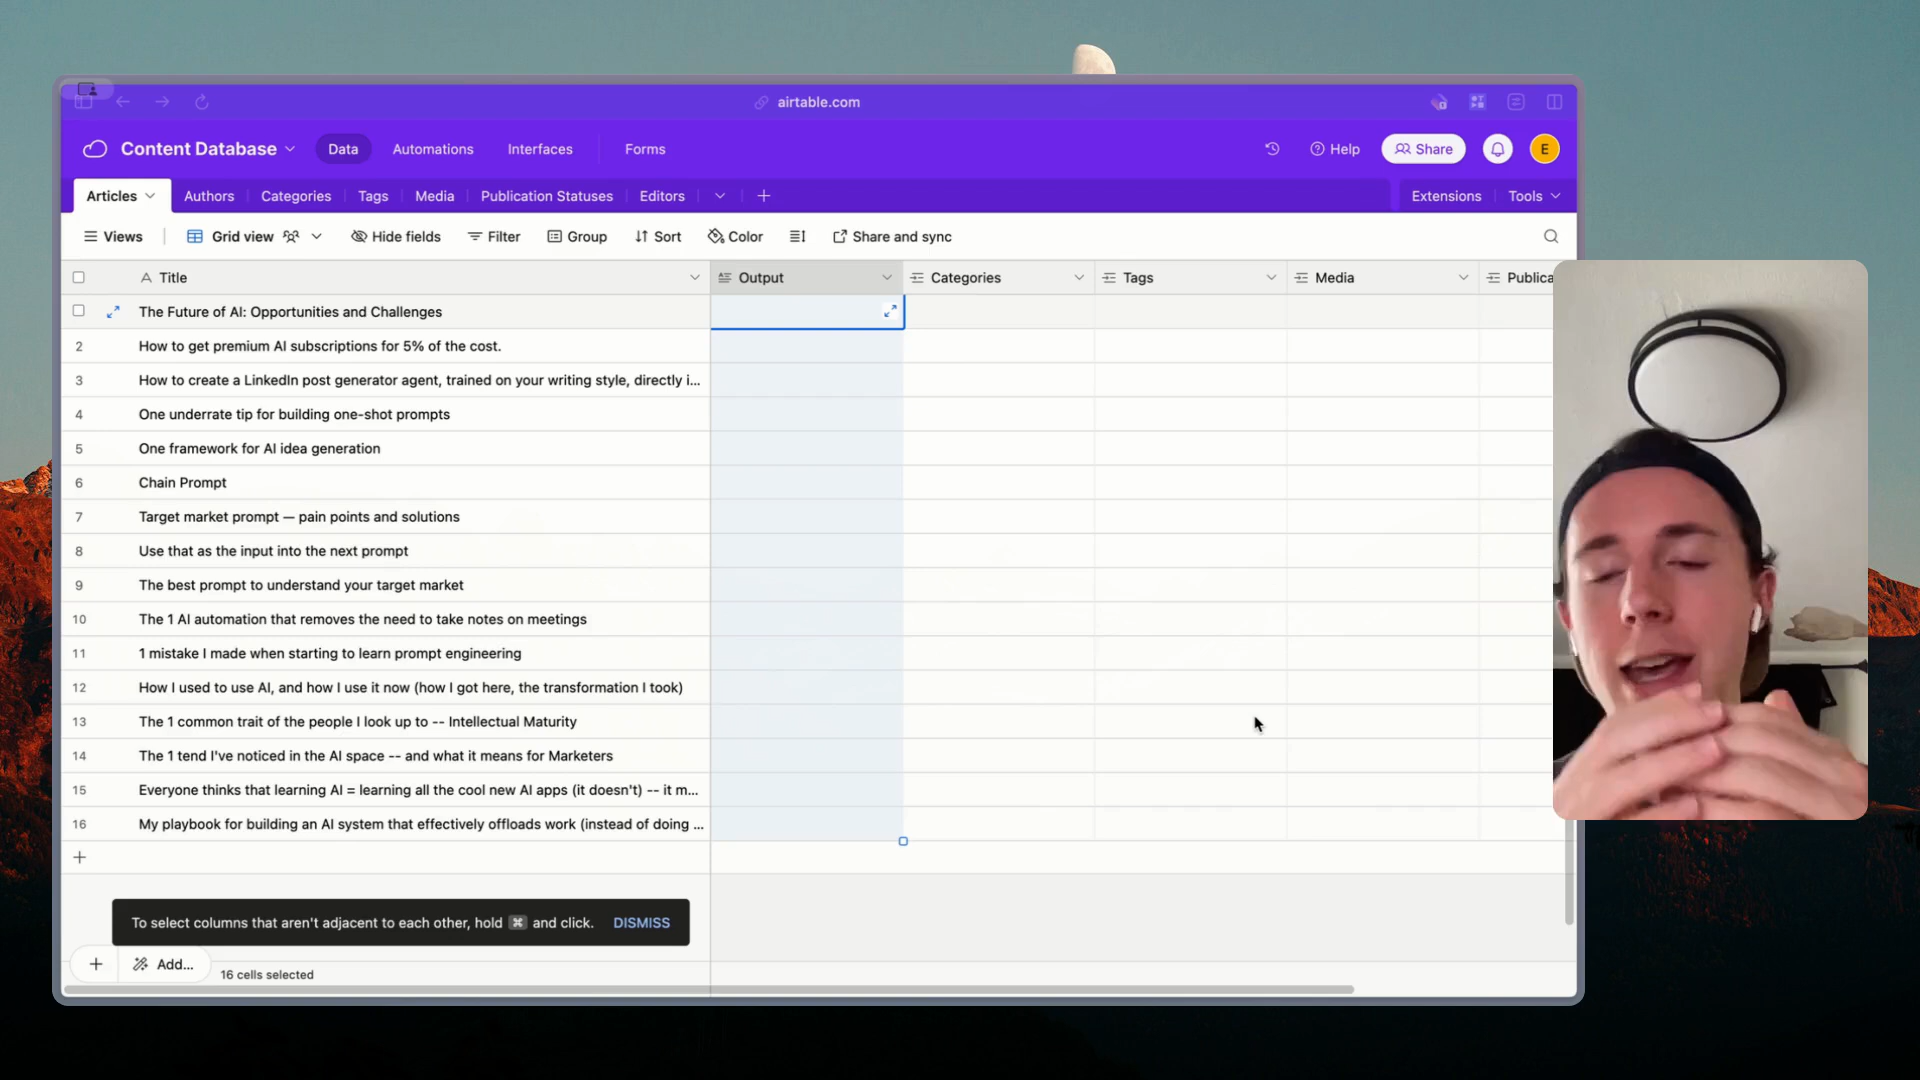 airtable.com
Content Database
Data
Automations
Interfaces
Forms
Help
Share
E
Articles
Authors
Categories
Tags
Media
Publication Statuses
Editors
Extensions
Tools
Views
Grid view
Hide fields
Filter
Group
Sort
Color
Share and sync
Title
Output
Categories
Tags
Media
Publica
The Future of AI: Opportunities and Challenges
2 How to get premium AI subscriptions for 5% of the cost.
3 How to create a LinkedIn post generator agent, trained on your writing style, directly i...
4 One underrate tip for building one-shot prompts
5 One framework for AI idea generation
6 Chain Prompt
7 Target market prompt — pain points and solutions
8 Use that as the input into the next prompt
9 The best prompt to understand your target market
10 The 1 AI automation that removes the need to take notes on meetings
11 1 mistake I made when starting to learn prompt engineering
12 How I used to use AI, and how I use it now (how I got here, the transformation I took)
13 The 1 common trait of the people I look up to -- Intellectual Maturity
14 The 1 tend I've noticed in the AI space -- and what it means for Marketers
15 Everyone thinks that learning AI = learning all the cool new AI apps (it doesn't) -- it m...
16 My playbook for building an AI system that effectively offloads work (instead of doing ...
To select columns that aren't adjacent to each other, hold ⌘ and click. DISMISS
Add...
16 cells selected